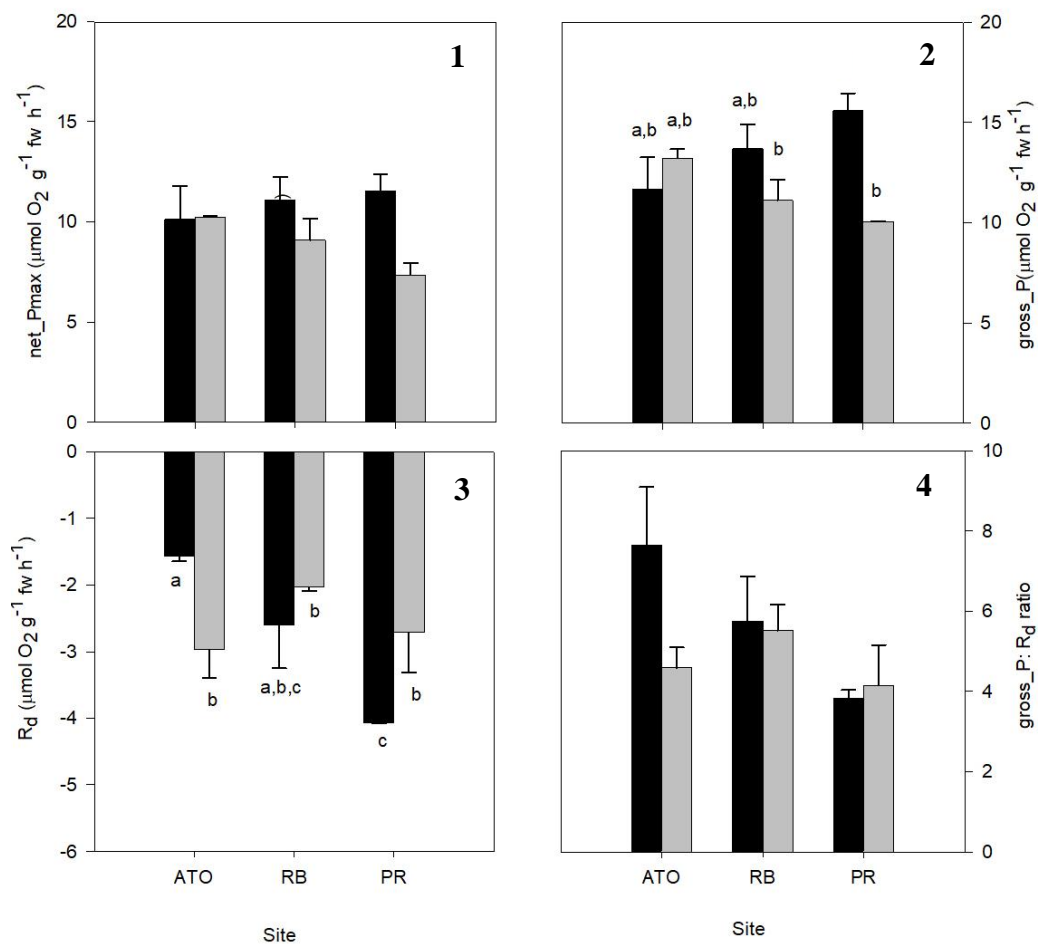 20
15
10
5
0
net_Pmax (µmol O2 g-1 fw h-1)
1
2
a,b
a,b
a,b
b
b
20
15
10
5
0
gross_P(µmol O2 g-1 fw h-1)
0
-1
-2
-3
-4
-5
-6
Rd (µmol O2 g-1 fw h-1)
3
a
b
a,b,c
b
c
b
ATO
RB
PR
Site
4
10
8
6
4
2
0
gross_P: Rd ratio
ATO
RB
PR
Site